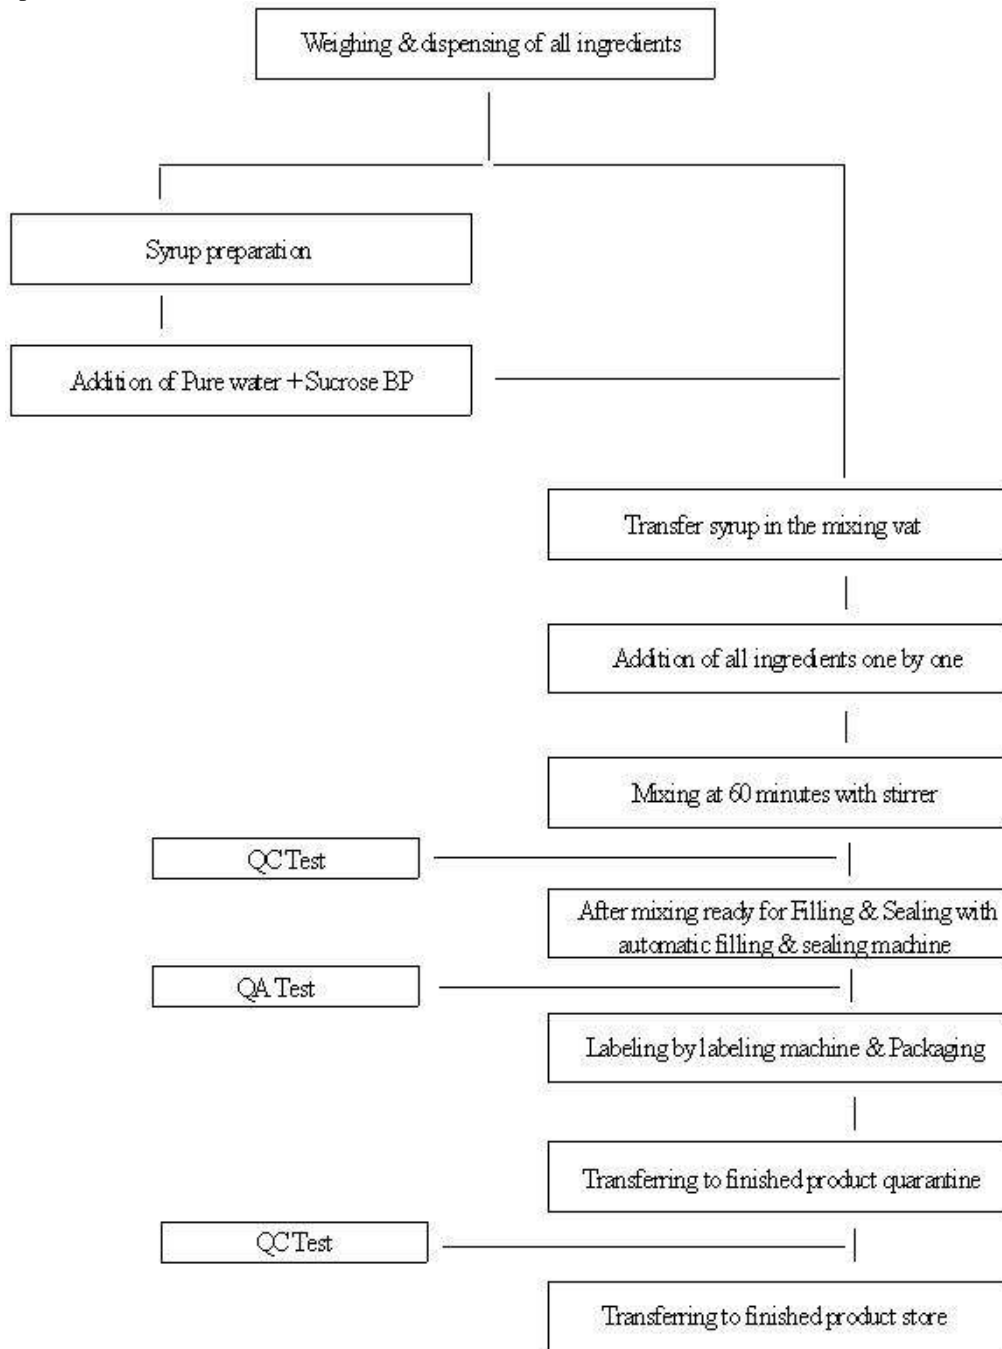 Weighing & dispensing of all ingredients
Syrup preparation
Addition of Pure water + Sucrose BP
Transfer syrup in the mixing vat
Addition of all ingredients one by one
Mixing at 60 minutes with stirrer
QC Test
After mixing ready for Filling & Sealing with
automatic filling & sealing machine
QA Test
Labeling by labeling machine & Packaging
Transferring to finished product quarantine
QC Test
Transferring to finished product store